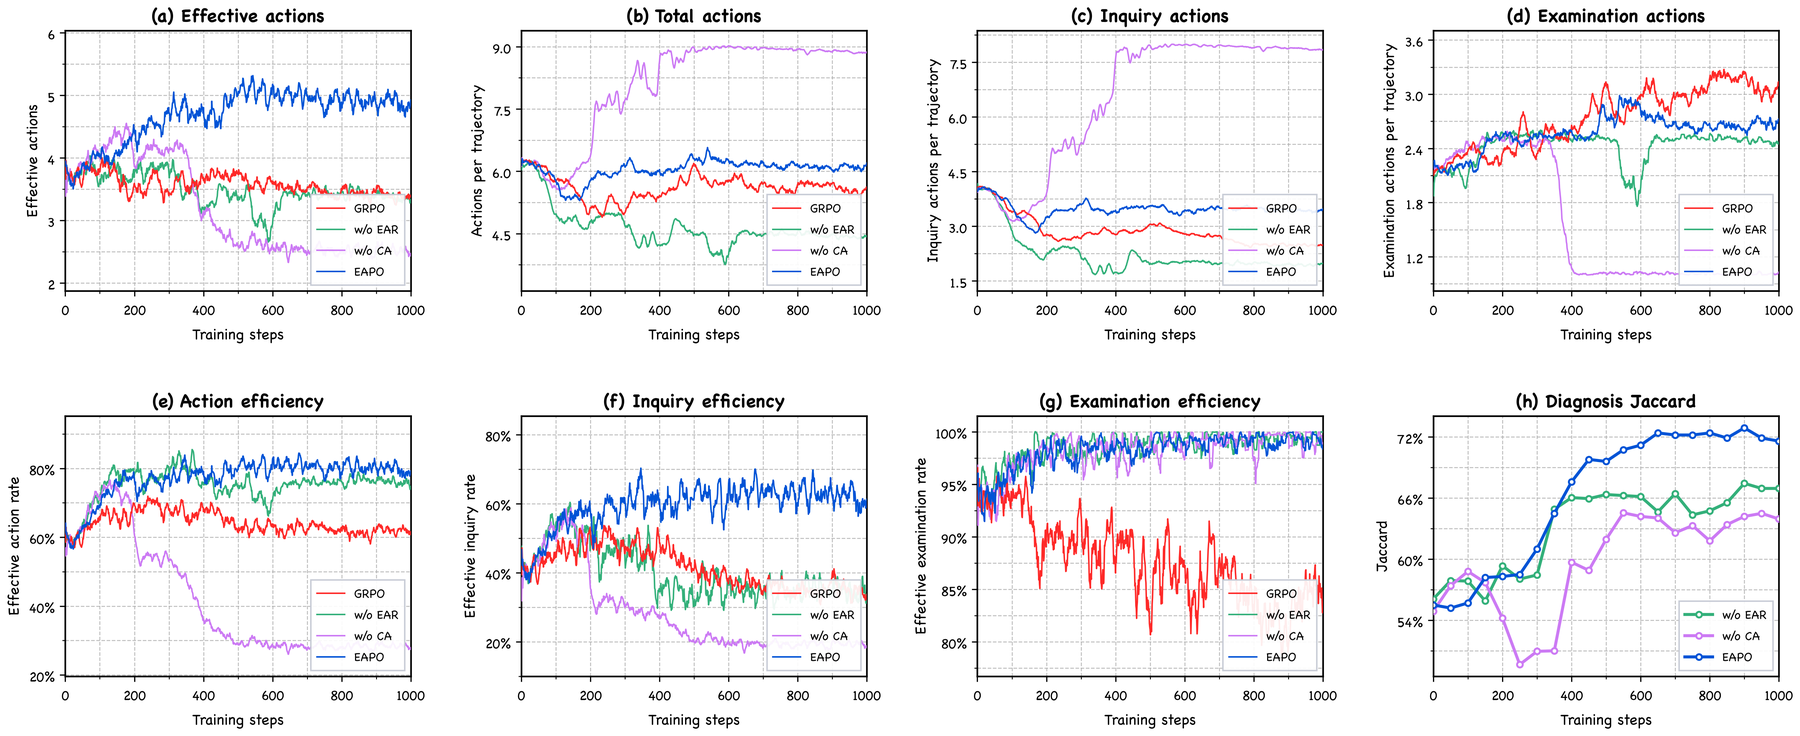 (a) Effective actions
Effective actions
6
5
4
3
2
0 200 400 600 800 1000
Training steps
GRPO
w/o EAR
w/o CA
EAPO
(b) Total actions
Actions per trajectory
9.0
7.5
6.0
4.5
0 200 400 600 800 1000
Training steps
GRPO
w/o EAR
w/o CA
EAPO
(c) Inquiry actions
Inquiry actions per trajectory
7.5
6.0
4.5
3.0
1.5
0 200 400 600 800 1000
Training steps
GRPO
w/o EAR
w/o CA
EAPO
(d) Examination actions
Examination actions per trajectory
3.6
3.0
2.4
1.8
1.2
0 200 400 600 800 1000
Training steps
GRPO
w/o EAR
w/o CA
EAPO
(e) Action efficiency
Effective action rate
80%
60%
40%
20%
0 200 400 600 800 1000
Training steps
GRPO
w/o EAR
w/o CA
EAPO
(f) Inquiry efficiency
Effective inquiry rate
80%
60%
40%
20%
0 200 400 600 800 1000
Training steps
GRPO
w/o EAR
w/o CA
EAPO
(g) Examination efficiency
Effective examination rate
100%
95%
90%
85%
80%
0 200 400 600 800 1000
Training steps
GRPO
w/o EAR
w/o CA
EAPO
(h) Diagnosis Jaccard
Jaccard
72%
66%
60%
54%
0 200 400 600 800 1000
Training steps
w/o EAR
w/o CA
EAPO